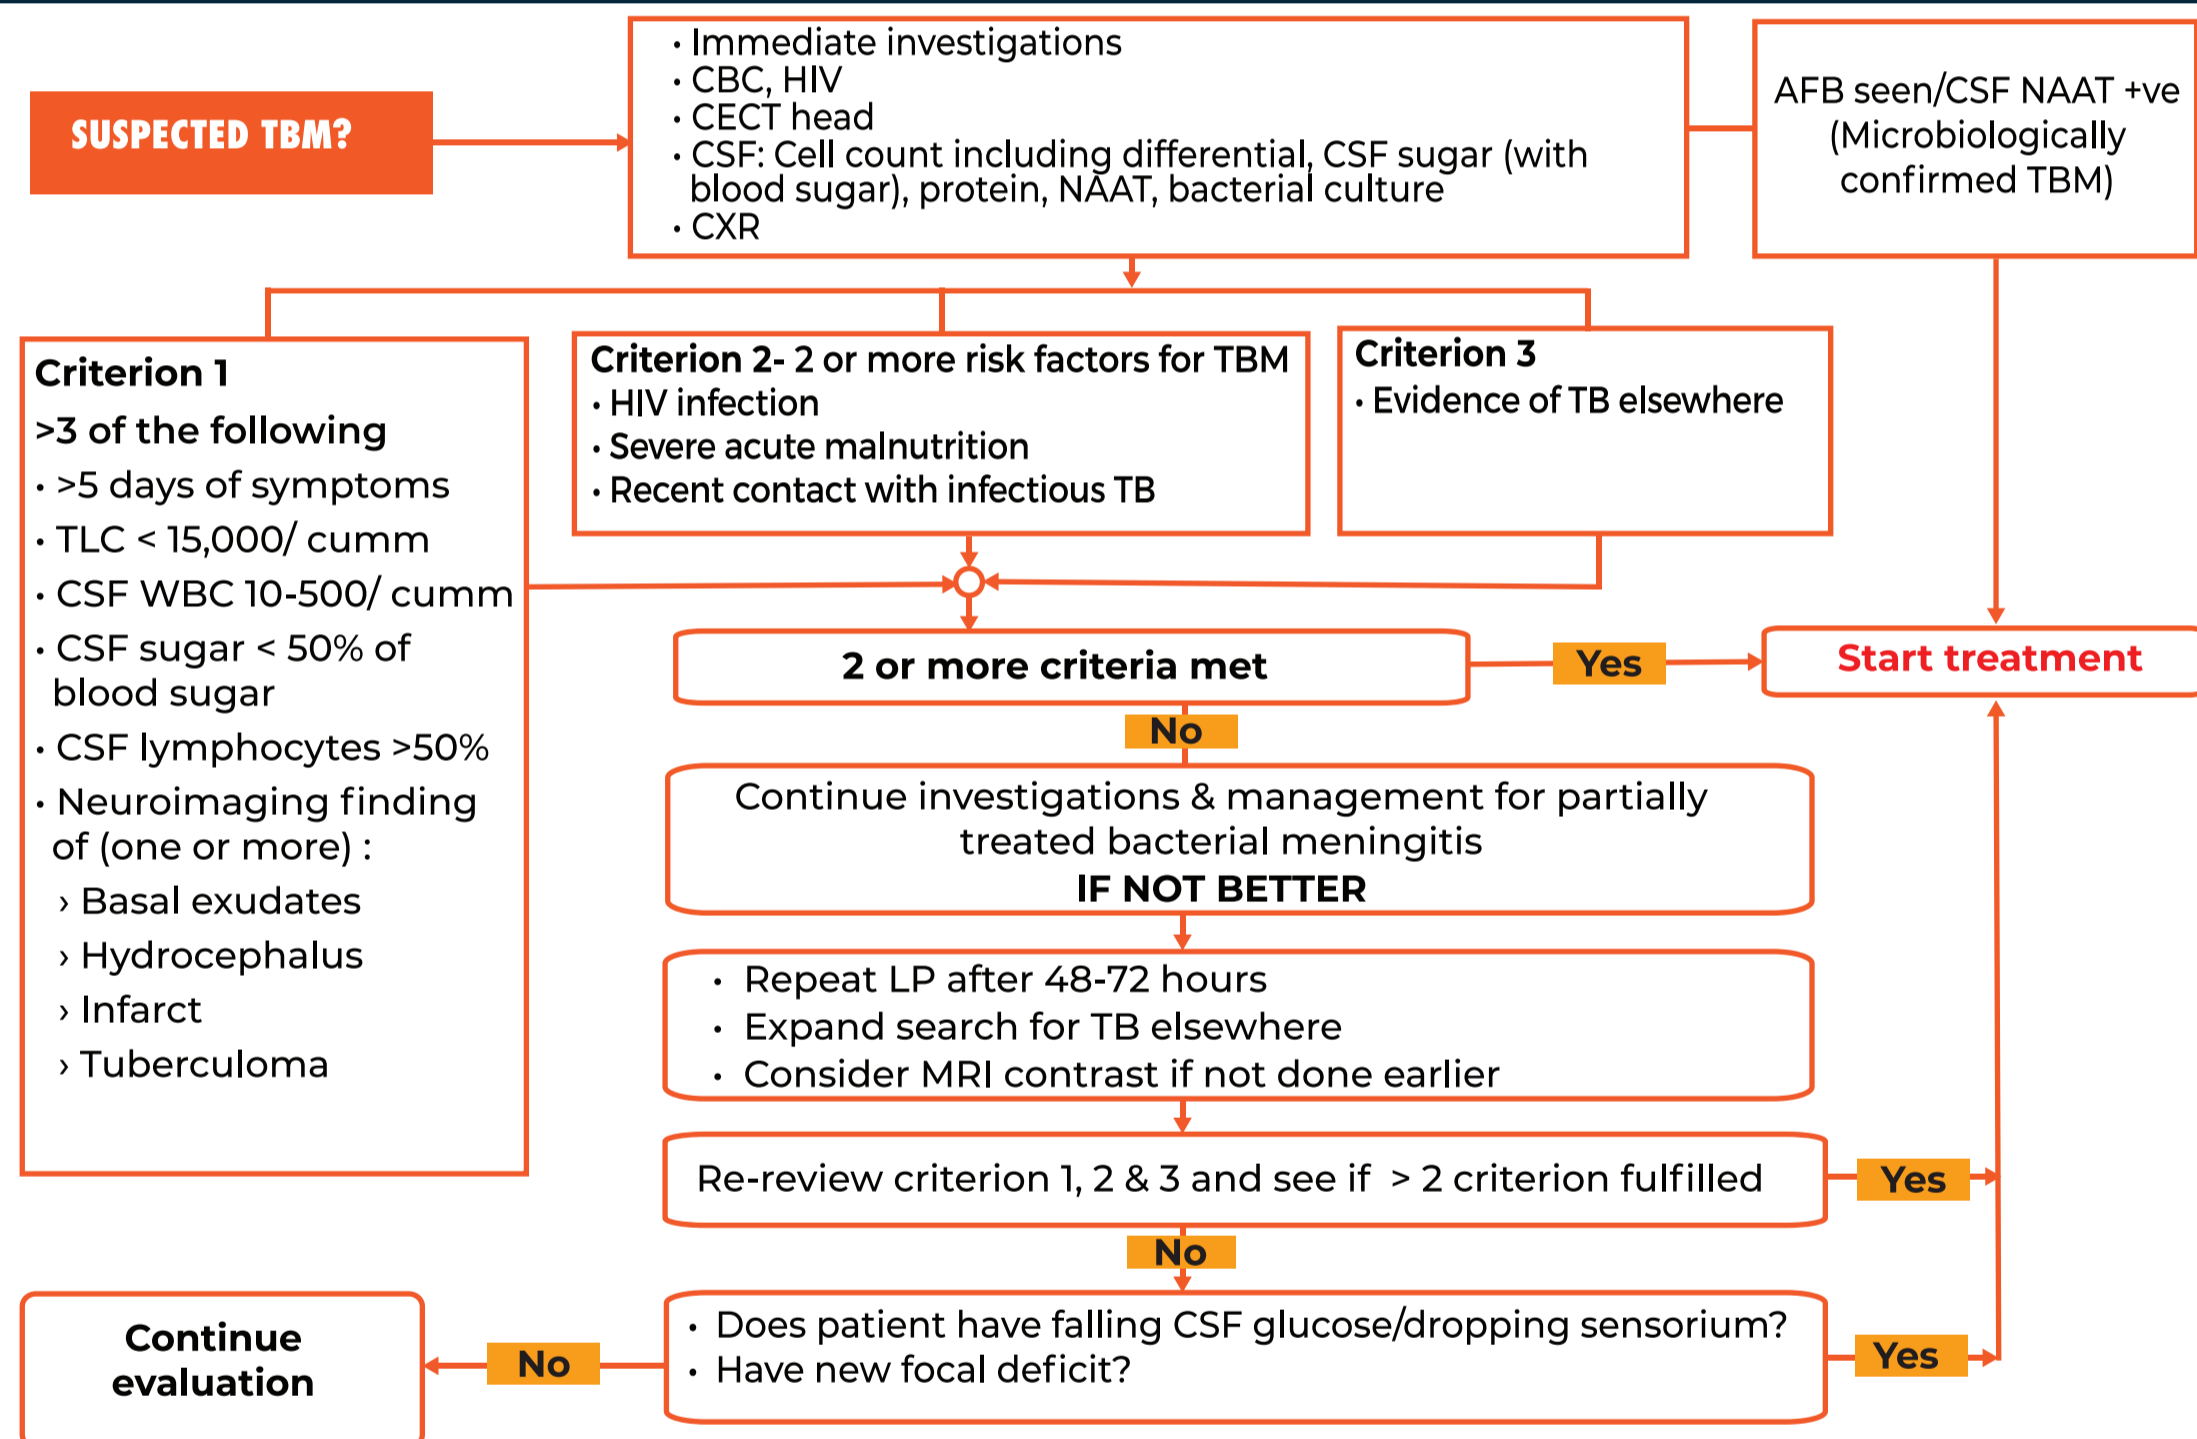 SUSPECTED TBM?
· Immediate investigations
· CBC, HIV
· CECT head
· CSF: Cell count including differential, CSF sugar (with
blood sugar), protein, NAAT, bacterial culture
· CXR
AFB seen/CSF NAAT +ve
(Microbiologically
confirmed TBM)
Criterion 1
>3 of the following
· >5 days of symptoms
· TLC < 15,000/ cumm
· CSF WBC 10-500/ cumm
· CSF sugar < 50% of
blood sugar
· CSF lymphocytes >50%
· Neuroimaging finding
of (one or more) :
› Basal exudates
› Hydrocephalus
› Infarct
› Tuberculoma
Criterion 2- 2 or more risk factors for TBM
· HIV infection
· Severe acute malnutrition
· Recent contact with infectious TB
Criterion 3
· Evidence of TB elsewhere
2 or more criteria met
Yes
Start treatment
No
Continue investigations & management for partially
treated bacterial meningitis
IF NOT BETTER
· Repeat LP after 48-72 hours
· Expand search for TB elsewhere
· Consider MRI contrast if not done earlier
Re-review criterion 1, 2 & 3 and see if > 2 criterion fulfilled
Yes
No
· Does patient have falling CSF glucose/dropping sensorium?
· Have new focal deficit?
Yes
No
Continue
evaluation